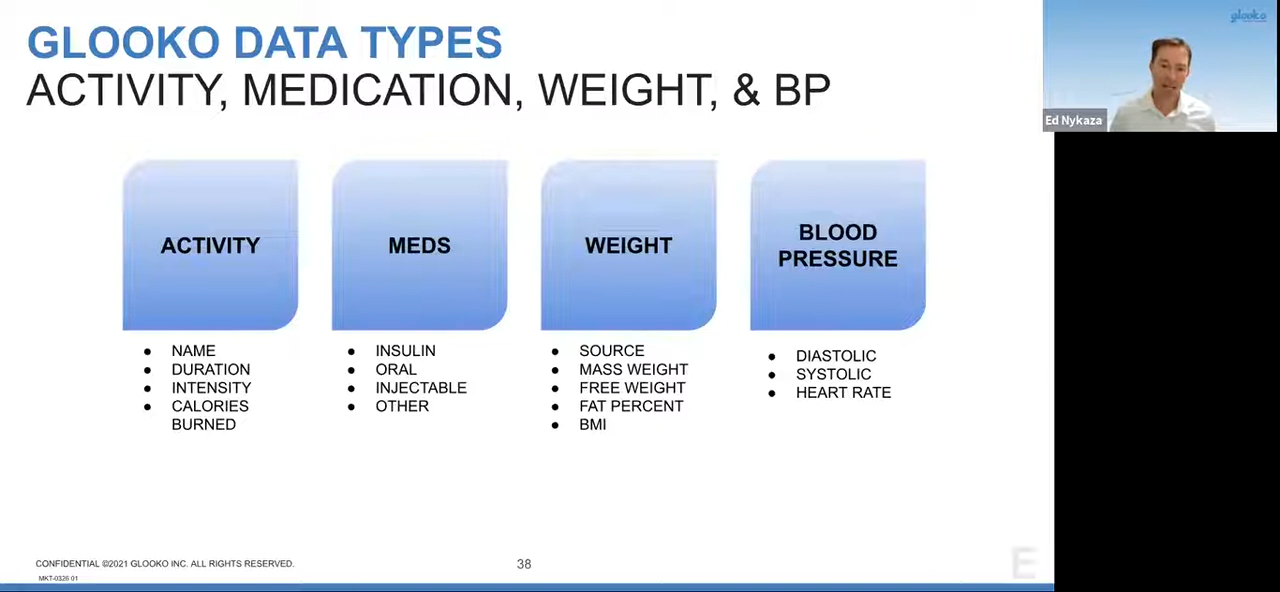 GLOOKO DATA TYPES
ACTIVITY, MEDICATION, WEIGHT, & BP
glooko
Ed Nykaza
ACTIVITY
● NAME
● DURATION
● INTENSITY
● CALORIES
BURNED
MEDS
● INSULIN
● ORAL
● INJECTABLE
● OTHER
WEIGHT
● SOURCE
● MASS WEIGHT
● FREE WEIGHT
● FAT PERCENT
● BMI
BLOOD
PRESSURE
● DIASTOLIC
● SYSTOLIC
● HEART RATE
CONFIDENTIAL ©2021 GLOOKO INC. ALL RIGHTS RESERVED.
MKT-0326 01
38
E